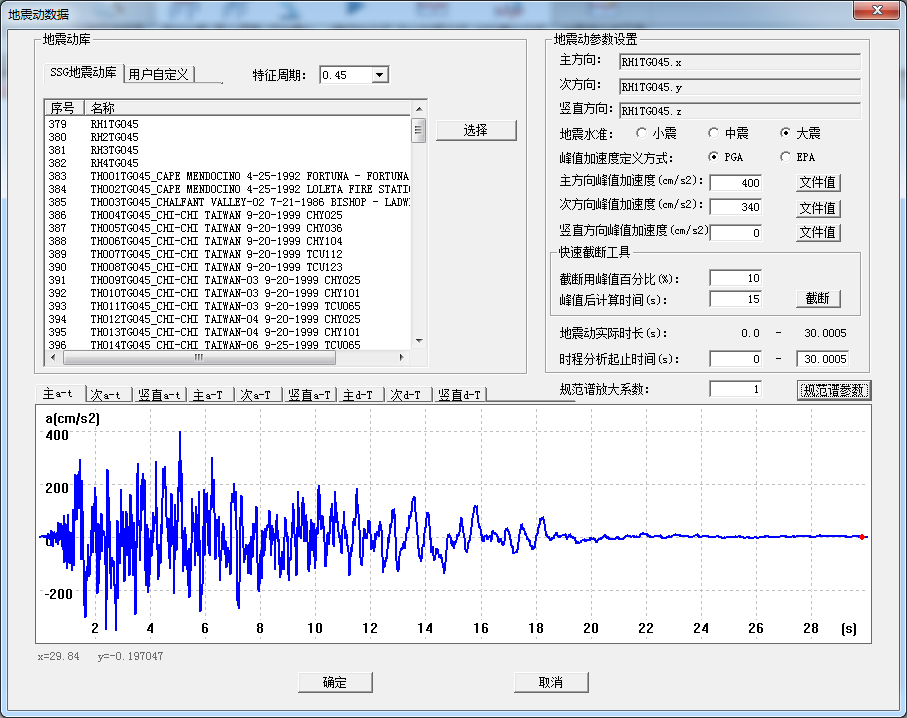 地震动数据
地震动库
SSG地震动库 用户自定义
特征周期: 0.45
序号 名称
379 RH1TG045
380 RH2TG045
381 RH3TG045
382 RH4TG045
383 TH001TG045_CAPE MENDOCINO 4-25-1992 FORTUNA - FORTUNA
384 TH002TG045_CAPE MENDOCINO 4-25-1992 LOLETA FIRE STATI
385 TH003TG045_CHALFANT VALLEY-02 7-21-1986 BISHOP - LADW
386 TH004TG045_CHI-CHI TAIWAN 9-20-1999 CHY025
387 TH005TG045_CHI-CHI TAIWAN 9-20-1999 CHY036
388 TH006TG045_CHI-CHI TAIWAN 9-20-1999 CHY104
389 TH007TG045_CHI-CHI TAIWAN 9-20-1999 TCU112
390 TH008TG045_CHI-CHI TAIWAN 9-20-1999 TCU123
391 TH009TG045_CHI-CHI TAIWAN-03 9-20-1999 CHY025
392 TH010TG045_CHI-CHI TAIWAN-03 9-20-1999 CHY101
393 TH011TG045_CHI-CHI TAIWAN-03 9-20-1999 TCU065
394 TH012TG045_CHI-CHI TAIWAN-04 9-20-1999 CHY025
395 TH013TG045_CHI-CHI TAIWAN-04 9-20-1999 CHY101
396 TH014TG045_CHI-CHI TAIWAN-06 9-25-1999 TCU065
选择
地震动参数设置
主方向: RH1TG045.x
次方向: RH1TG045.y
竖直方向: RH1TG045.z
地震水准: 小震 中震 大震
峰值加速度定义方式: PGA EPA
主方向峰值加速度(cm/s2): 400 文件值
次方向峰值加速度(cm/s2): 340 文件值
竖直方向峰值加速度(cm/s2) 0 文件值
快速截断工具
截断用峰值百分比(%): 10
峰值后计算时间(s): 15 截断
地震动实际时长(s): 0.0 - 30.0005
时程分析起止时间(s): 0 - 30.0005
规范谱放大系数: 1 规范谱参数
主a-t 次a-t 竖直a-t 主a-T 次a-T 竖直a-T 主d-T 次d-T 竖直d-T
a(cm/s2)
400
200
0
-200
2 4 6 8 10 12 14 16 18 20 22 24 26 28 (s)
x=29.84 y=-0.197047
确定 取消